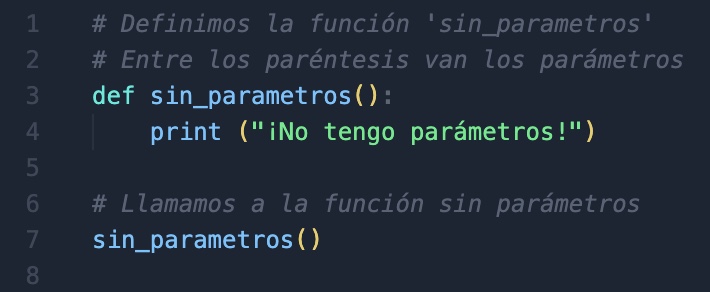 1 # Definimos la función 'sin_parametros'
2 # Entre los paréntesis van los parámetros
3 def sin_parametros():
4     print ("¡No tengo parámetros!")
5
6 # Llamamos a la función sin parámetros
7 sin_parametros()
8